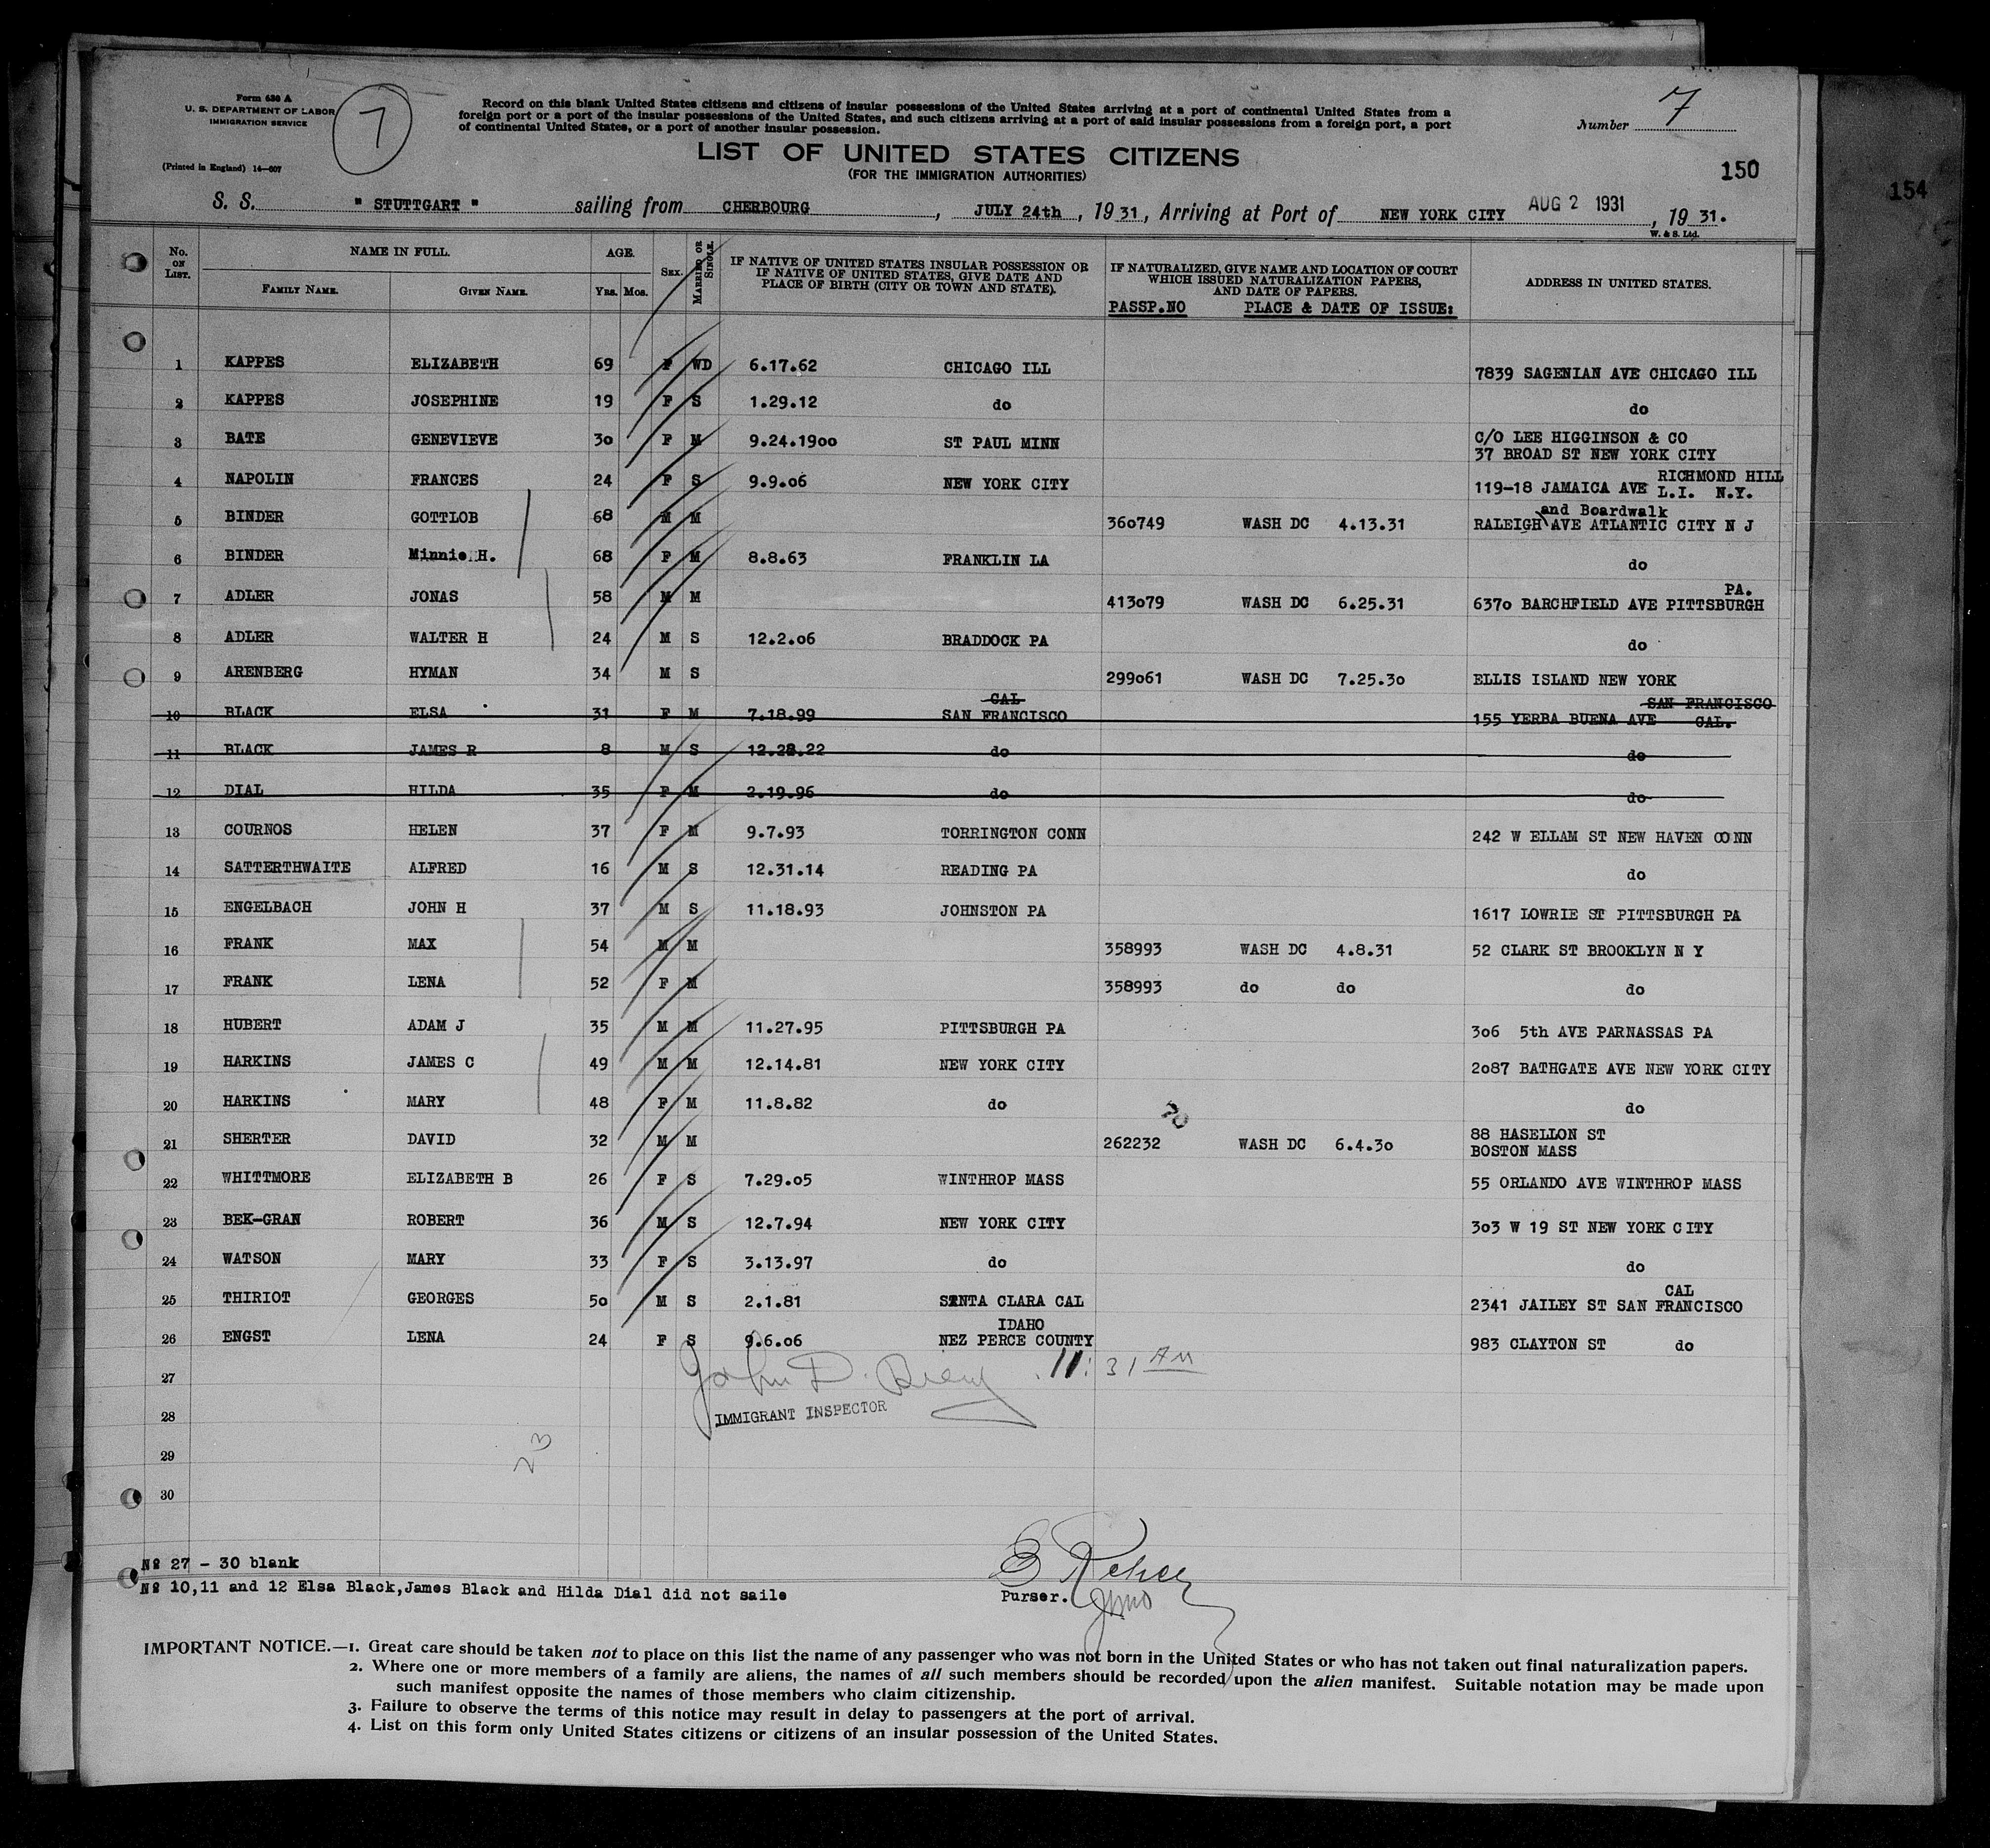 Form 630 A
U. S. DEPARTMENT OF LABOR
IMMIGRATION SERVICE
(Printed in England) 14—607
7
Record on this blank United States citizens and citizens of insular possessions of the United States arriving at a port of continental United States from a
foreign port or a port of the insular possessions of the United States, and such citizens arriving at a port of said insular possessions from a foreign port, a port
of continental United States, or a port of another insular possession.
Number 7
LIST OF UNITED STATES CITIZENS
(FOR THE IMMIGRATION AUTHORITIES)
150
154
S. S. " STUTTGART " sailing from CHERBOURG, JULY 24th, 1931, Arriving at Port of NEW YORK CITY AUG 2 1931, 1931.
W. & S. Ltd.
No. ON LIST. NAME IN FULL. FAMILY NAME. GIVEN NAME. AGE. Yrs. Mos. SEX. MARRIED OR SINGLE. IF NATIVE OF UNITED STATES INSULAR POSSESSION OR IF NATIVE OF UNITED STATES, GIVE DATE AND PLACE OF BIRTH (CITY OR TOWN AND STATE). IF NATURALIZED, GIVE NAME AND LOCATION OF COURT WHICH ISSUED NATURALIZATION PAPERS, AND DATE OF PAPERS. ADDRESS IN UNITED STATES.
PASSP.NO PLACE & DATE OF ISSUE:
1 KAPPES ELIZABETH 69 F WD 6.17.62 CHICAGO ILL 7839 SAGENIAN AVE CHICAGO ILL
2 KAPPES JOSEPHINE 19 F S 1.29.12 do do
3 BATE GENEVIEVE 30 F M 9.24.1900 ST PAUL MINN C/O LEE HIGGINSON & CO
37 BROAD ST NEW YORK CITY
4 NAPOLIN FRANCES 24 F S 9.9.06 NEW YORK CITY 119-18 JAMAICA AVE RICHMOND HILL
L.I. N.Y.
5 BINDER GOTTLOB 68 M M 360749 WASH DC 4.13.31 RALEIGH and Boardwalk AVE ATLANTIC CITY N J
6 BINDER Minnie H. 68 F M 8.8.63 FRANKLIN LA do
7 ADLER JONAS 58 M M 413079 WASH DC 6.25.31 6370 BARCHFIELD AVE PITTSBURGH PA.
8 ADLER WALTER H 24 M S 12.2.06 BRADDOCK PA do
9 ARENBERG HYMAN 34 M S 299061 WASH DC 7.25.30 ELLIS ISLAND NEW YORK
10 BLACK ELSA 31 F M 7.18.99 SAN FRANCISCO CAL 155 YERBA BUENA AVE SAN FRANCISCO CAL.
11 BLACK JAMES R 8 M S 12.28.22 do do
12 DIAL HILDA 35 F M 2.19.96 do do
13 COURNOS HELEN 37 F M 9.7.93 TORRINGTON CONN 242 W ELLAM ST NEW HAVEN CONN
14 SATTERTHWAITE ALFRED 16 M S 12.31.14 READING PA do
15 ENGELBACH JOHN H 37 M S 11.18.93 JOHNSTON PA 1617 LOWRIE ST PITTSBURGH PA
16 FRANK MAX 54 M M 358993 WASH DC 4.8.31 52 CLARK ST BROOKLYN N Y
17 FRANK LENA 52 F M 358993 do do do
18 HUBERT ADAM J 35 M M 11.27.95 PITTSBURGH PA 306 5th AVE PARNASSAS PA
19 HARKINS JAMES C 49 M M 12.14.81 NEW YORK CITY 2087 BATHGATE AVE NEW YORK CITY
20 HARKINS MARY 48 F M 11.8.82 do do
21 SHERTER DAVID 32 M M 262232 WASH DC 6.4.30 88 HASELLON ST
BOSTON MASS
22 WHITTMORE ELIZABETH B 26 F S 7.29.05 WINTHROP MASS 55 ORLANDO AVE WINTHROP MASS
23 BEK-GRAN ROBERT 36 M S 12.7.94 NEW YORK CITY 303 W 19 ST NEW YORK CITY
24 WATSON MARY 33 F S 3.13.97 do do
25 THIRIOT GEORGES 50 M S 2.1.81 SANTA CLARA CAL 2341 JAILEY ST SAN FRANCISCO CAL
26 ENGST LENA 24 F S 9.6.06 NEZ PERCE COUNTY IDAHO 983 CLAYTON ST do
27 John D. 11:31 AM
28 IMMIGRANT INSPECTOR
29 23
30
No 27 - 30 blank
No 10,11 and 12 Elsa Black,James Black and Hilda Dial did not saile
Purser.
IMPORTANT NOTICE.—1. Great care should be taken not to place on this list the name of any passenger who was not born in the United States or who has not taken out final naturalization papers.
2. Where one or more members of a family are aliens, the names of all such members should be recorded upon the alien manifest. Suitable notation may be made upon
such manifest opposite the names of those members who claim citizenship.
3. Failure to observe the terms of this notice may result in delay to passengers at the port of arrival.
4. List on this form only United States citizens or citizens of an insular possession of the United States.